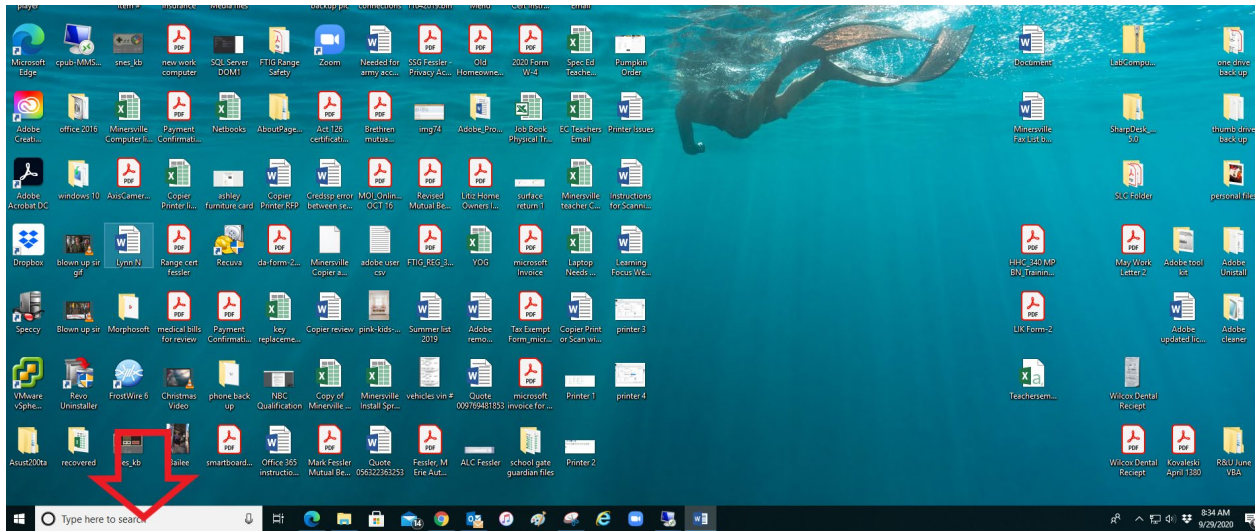 player
item #
insurance
Media files
backup pic
connections
11042019.bin
Menu
Cert Instr...
Email
Microsoft
Edge
cpub-MMS...
snes_kb
new work
computer
SQL Server
DOM1
FTIG Range
Safety
Zoom
Needed for
army acc...
SSG Fessler -
Privacy Ac...
Old
Homeowne...
2020 Form
W-4
Spec Ed
Teache...
Pumpkin
Order
Document
LabCompu...
one drive
back up
Adobe
Creati...
office 2016
Minersville
Computer li...
Payment
Confirmati...
Netbooks
AboutPage...
Act 126
certificati...
Brethren
mutua...
img74
Adobe_Pro...
Job Book
Physical Tr...
EC Teachers
Email
Printer Issues
Minersville
Fax List b...
SharpDesk_...
5.0
thumb drive
back up
Adobe
Acrobat DC
windows 10
AxisCamer...
Copier
Printer li...
ashley
furniture card
Copier
Printer RFP
Credssp error
between se...
MOI_Onlin...
OCT 16
Revised
Mutual Be...
Litiz Home
Owners I...
surface
return 1
Minersville
teacher C...
Instructions
for Scanni...
SLC Folder
personal files
Dropbox
blown up sir
gif
Lynn N
Range cert
fessler
Recuva
da-form-2...
Minersville
Copier a...
adobe user
csv
FTIG_REG_3...
YOG
microsoft
Invoice
Laptop
Needs ...
Learning
Focus We...
HHC_340 MP
BN_Trainin...
May Work
Letter 2
Adobe tool
kit
Adobe
Unistall
Speccy
Blown up sir
Morphosoft
medical bills
for review
Payment
Confirmati...
key
replaceme...
Copier review
pink-kids-...
Summer list
2019
Adobe
remo...
Tax Exempt
Form_micr...
Copier Print
or Scan wi...
printer 3
LIK Form-2
Adobe
updated lic...
Adobe
cleaner
VMware
vSphe...
Revo
Uninstaller
FrostWire 6
Christmas
Video
phone back
up
NBC
Qualification
Copy of
Minerville ...
Minersville
Install Spr...
vehicles vin #
Quote
009769481853
microsoft
invoice for ...
Printer 1
printer 4
Teachersem...
Wilcox Dental
Reciept
Asust200ta
recovered
snes_kb
Bailee
smartboard...
Office 365
instructio...
Mark Fessler
Mutual Be...
Quote
056322363253
Fessler, M
Erie Aut...
ALC Fessler
school gate
guardian files
Printer 2
Wilcox Dental
Reciept
Kovaleski
April 1380
R&U June
VBA
Type here to search
14
8:34 AM
9/29/2020